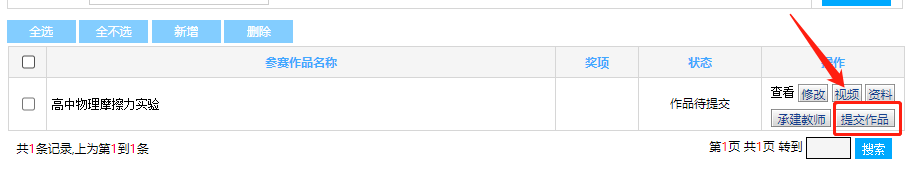 全选 全不选 新增 删除
参赛作品名称 奖项 状态 操作
高中物理摩擦力实验 作品待提交 查看 修改 视频 资料
承建教师 提交作品
共1条记录,上为第1到1条 第1页 共1页 转到 搜索